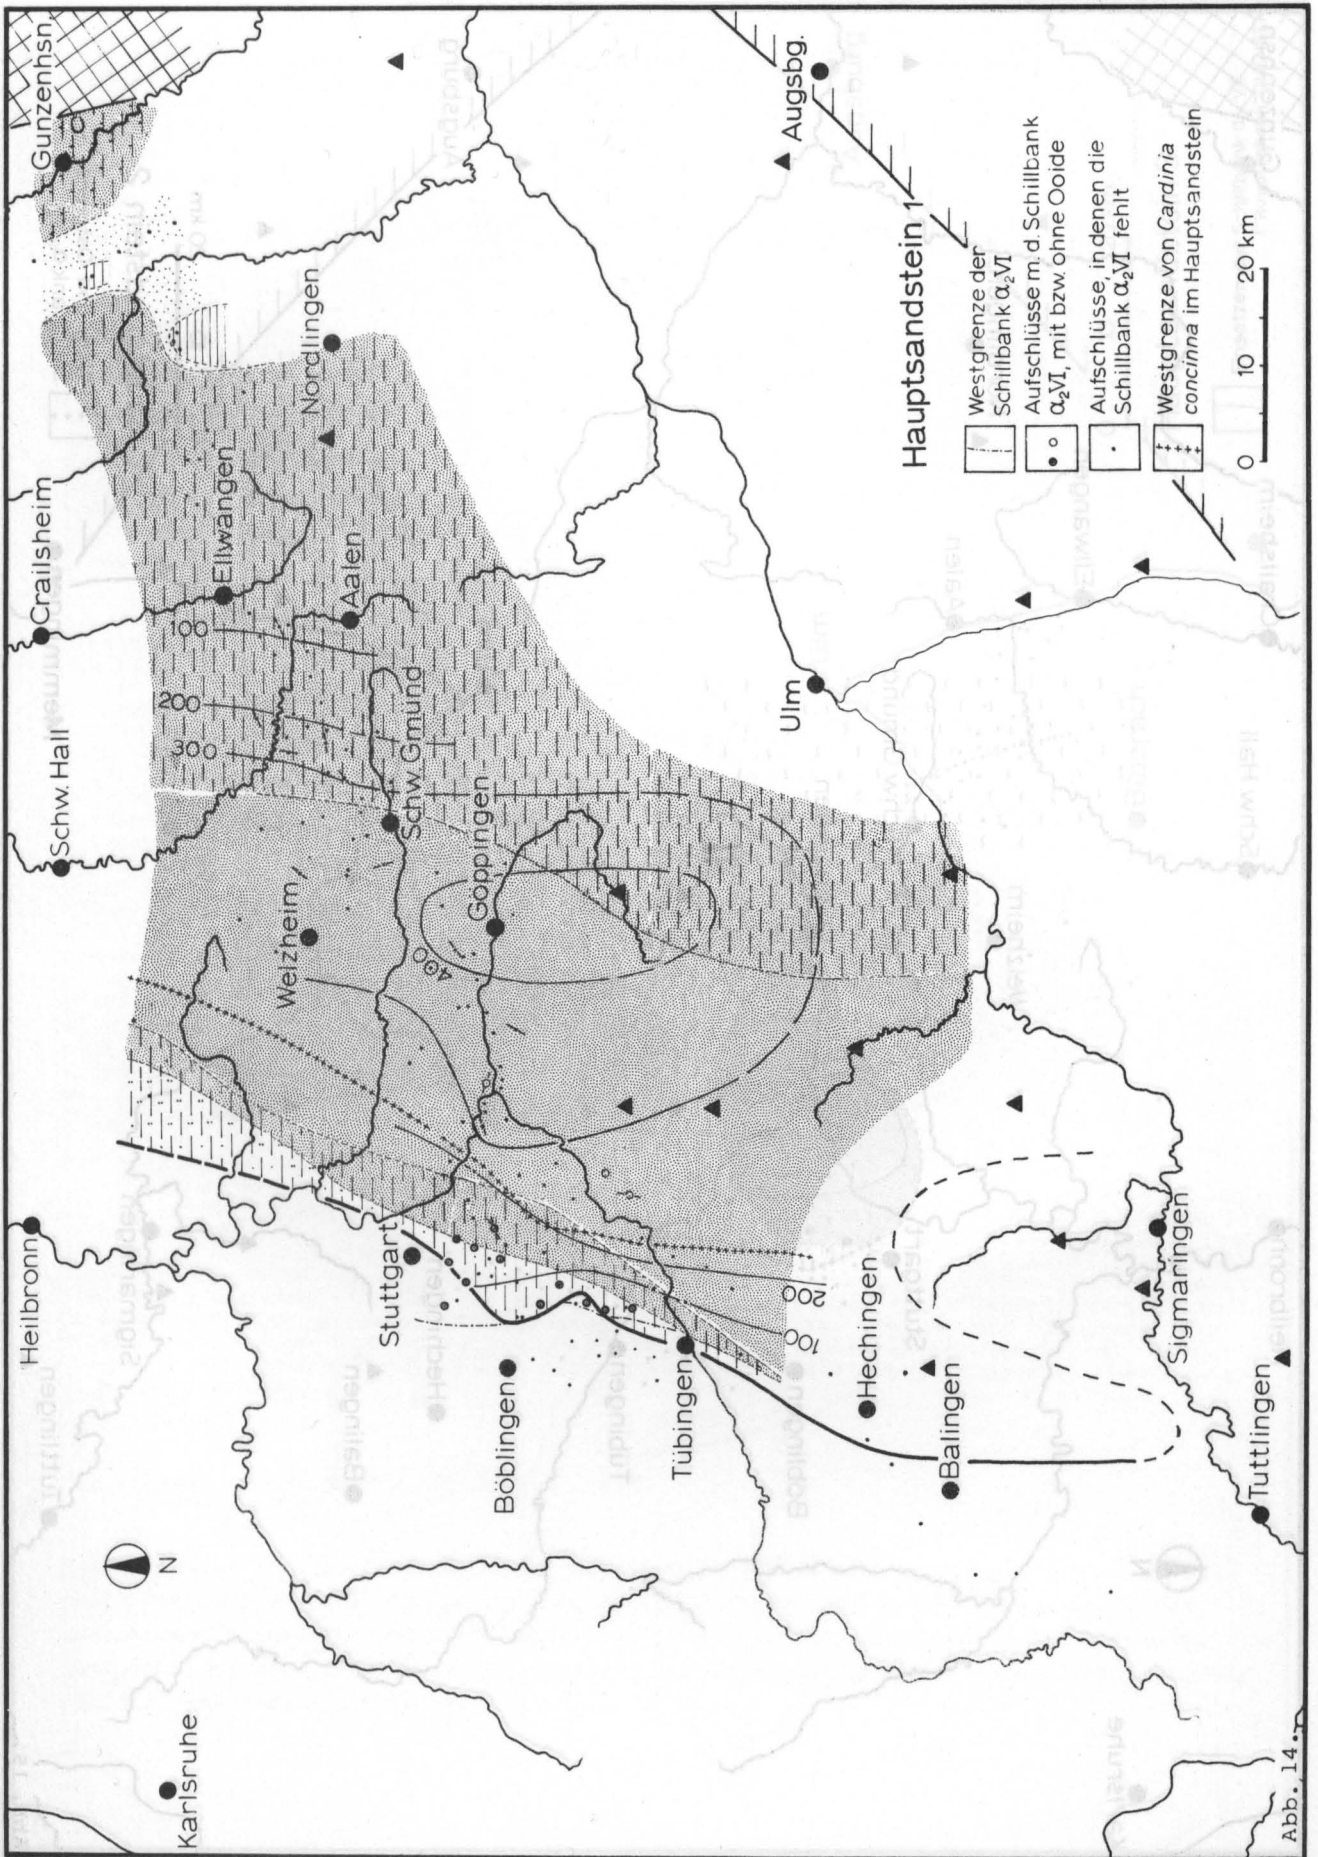 Heilbronn
Schw. Hall
Crailsheim
Gunzenhsn.
Karlsruhe
N
Welzheim
Ellwangen
Aalen
Nördlingen
100
200
300
400
Stuttgart
Schw Gmünd
Böblingen
Göppingen
Tübingen
Ulm
Augsbg.
Hechingen
100
200
Balingen
Sigmaringen
Tuttlingen
Hauptsandstein 1
Westgrenze der
Schillbank α₂VI
Aufschlüsse m.d. Schillbank
α₂VI, mit bzw. ohne Ooide
Aufschlüsse, in denen die
Schillbank α₂VI fehlt
Westgrenze von Cardinia
concinna im Hauptsandstein
0 10 20 km
Abb. 14.